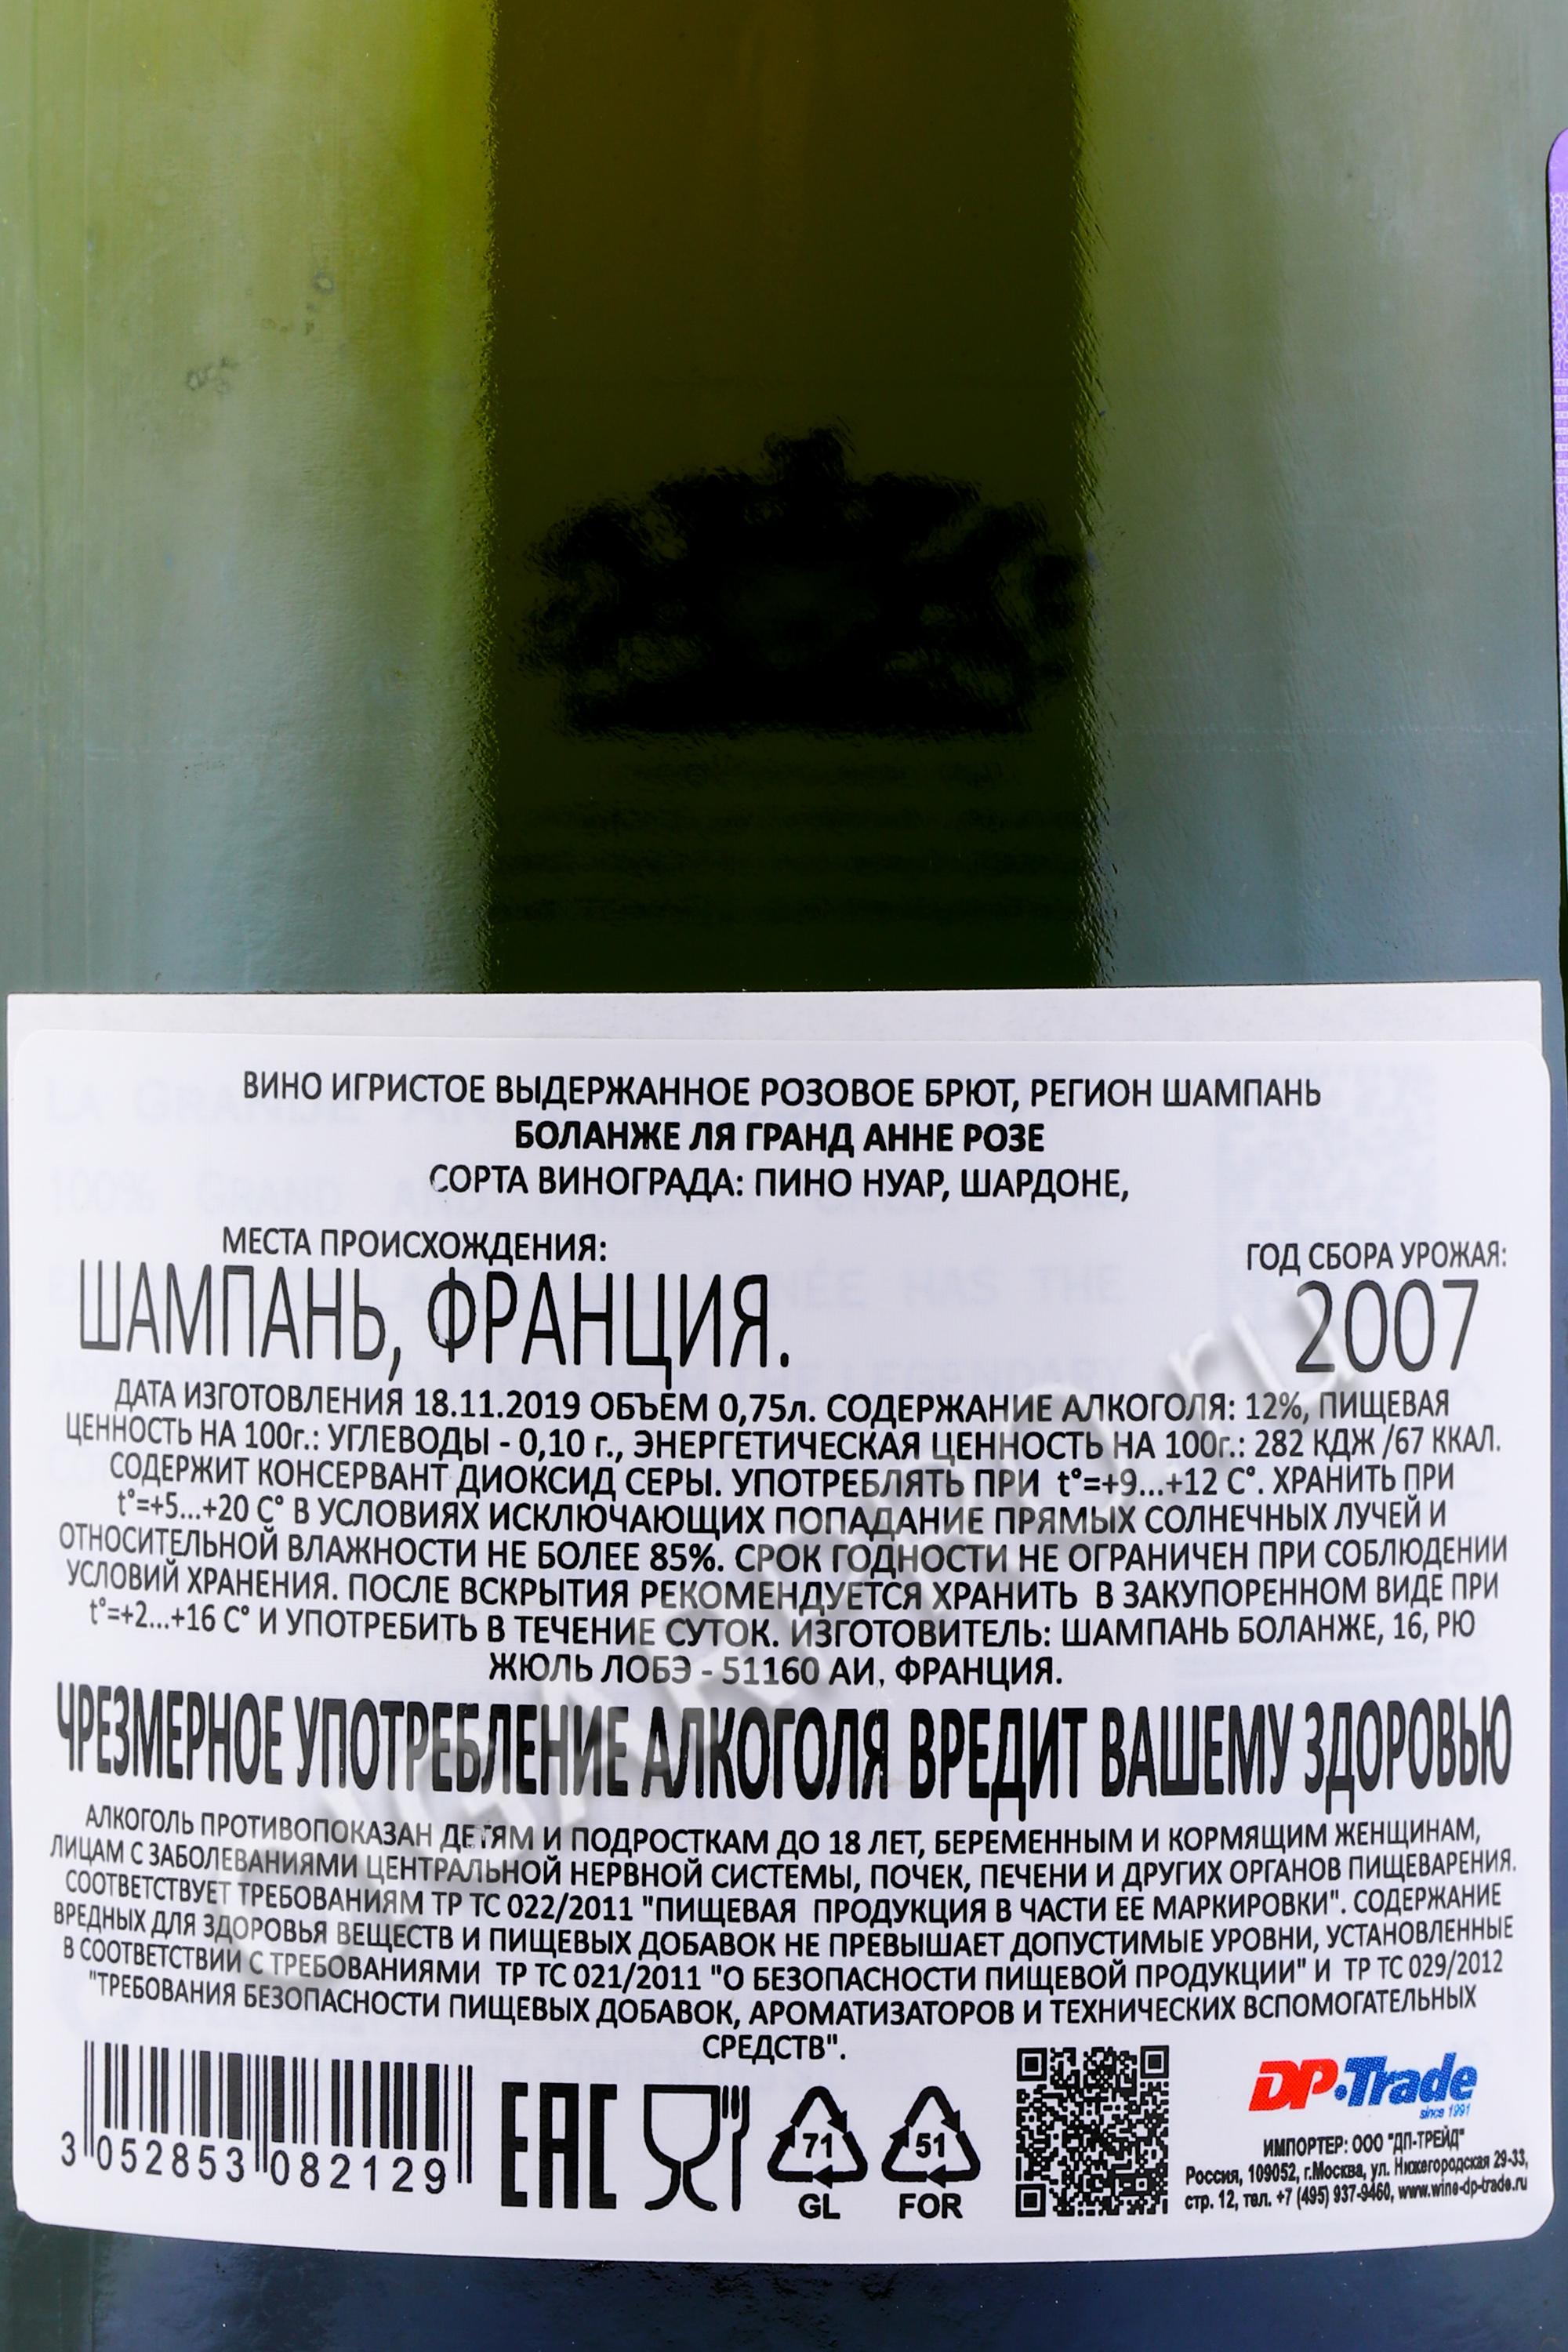 ВИНО ИГРИСТОЕ ВЫДЕРЖАННОЕ РОЗОВОЕ БРЮТ, РЕГИОН ШАМПАНЬ
БОЛАНЖЕ ЛЯ ГРАНД АННЕ РОЗЕ
СОРТА ВИНОГРАДА: ПИНО НУАР, ШАРДОНЕ,
МЕСТА ПРОИСХОЖДЕНИЯ:
ШАМПАНЬ, ФРАНЦИЯ.
ГОД СБОРА УРОЖАЯ:
2007
ДАТА ИЗГОТОВЛЕНИЯ 18.11.2019 ОБЪЁМ 0,75л. СОДЕРЖАНИЕ АЛКОГОЛЯ: 12%, ПИЩЕВАЯ
ЦЕННОСТЬ НА 100г.: УГЛЕВОДЫ - 0,10 г., ЭНЕРГЕТИЧЕСКАЯ ЦЕННОСТЬ НА 100г.: 282 КДЖ /67 ККАЛ.
СОДЕРЖИТ КОНСЕРВАНТ ДИОКСИД СЕРЫ. УПОТРЕБЛЯТЬ ПРИ t°=+9...+12 С°. ХРАНИТЬ ПРИ
t°=+5...+20 С° В УСЛОВИЯХ ИСКЛЮЧАЮЩИХ ПОПАДАНИЕ ПРЯМЫХ СОЛНЕЧНЫХ ЛУЧЕЙ И
ОТНОСИТЕЛЬНОЙ ВЛАЖНОСТИ НЕ БОЛЕЕ 85%. СРОК ГОДНОСТИ НЕ ОГРАНИЧЕН ПРИ СОБЛЮДЕНИИ
УСЛОВИЙ ХРАНЕНИЯ. ПОСЛЕ ВСКРЫТИЯ РЕКОМЕНДУЕТСЯ ХРАНИТЬ В ЗАКУПОРЕННОМ ВИДЕ ПРИ
t°=+2...+16 С° И УПОТРЕБИТЬ В ТЕЧЕНИЕ СУТОК. ИЗГОТОВИТЕЛЬ: ШАМПАНЬ БОЛАНЖЕ, 16, РЮ
ЖЮЛЬ ЛОБЭ - 51160 АИ, ФРАНЦИЯ.
ЧРЕЗМЕРНОЕ УПОТРЕБЛЕНИЕ АЛКОГОЛЯ ВРЕДИТ ВАШЕМУ ЗДОРОВЬЮ
АЛКОГОЛЬ ПРОТИВОПОКАЗАН ДЕТЯМ И ПОДРОСТКАМ ДО 18 ЛЕТ, БЕРЕМЕННЫМ И КОРМЯЩИМ ЖЕНЩИНАМ,
ЛИЦАМ С ЗАБОЛЕВАНИЯМИ ЦЕНТРАЛЬНОЙ НЕРВНОЙ СИСТЕМЫ, ПОЧЕК, ПЕЧЕНИ И ДРУГИХ ОРГАНОВ ПИЩЕВАРЕНИЯ.
СООТВЕТСТВУЕТ ТРЕБОВАНИЯМ ТР ТС 022/2011 "ПИЩЕВАЯ ПРОДУКЦИЯ В ЧАСТИ ЕЕ МАРКИРОВКИ". СОДЕРЖАНИЕ
ВРЕДНЫХ ДЛЯ ЗДОРОВЬЯ ВЕЩЕСТВ И ПИЩЕВЫХ ДОБАВОК НЕ ПРЕВЫШАЕТ ДОПУСТИМЫЕ УРОВНИ, УСТАНОВЛЕННЫЕ
В СООТВЕТСТВИИ С ТРЕБОВАНИЯМИ ТР ТС 021/2011 "О БЕЗОПАСНОСТИ ПИЩЕВОЙ ПРОДУКЦИИ" И ТР ТС 029/2012
"ТРЕБОВАНИЯ БЕЗОПАСНОСТИ ПИЩЕВЫХ ДОБАВОК, АРОМАТИЗАТОРОВ И ТЕХНИЧЕСКИХ ВСПОМОГАТЕЛЬНЫХ
СРЕДСТВ".
3 052853 082129
EAC
71
GL
51
FOR
DP-Trade
since 1991
ИМПОРТЕР: ООО "ДП-ТРЕЙД"
Россия, 109052, г.Москва, ул. Нижегородская 29-33,
стр. 12, тел. +7 (495) 937-9460, www.wine-dp-trade.ru
CIGARPRO.ru